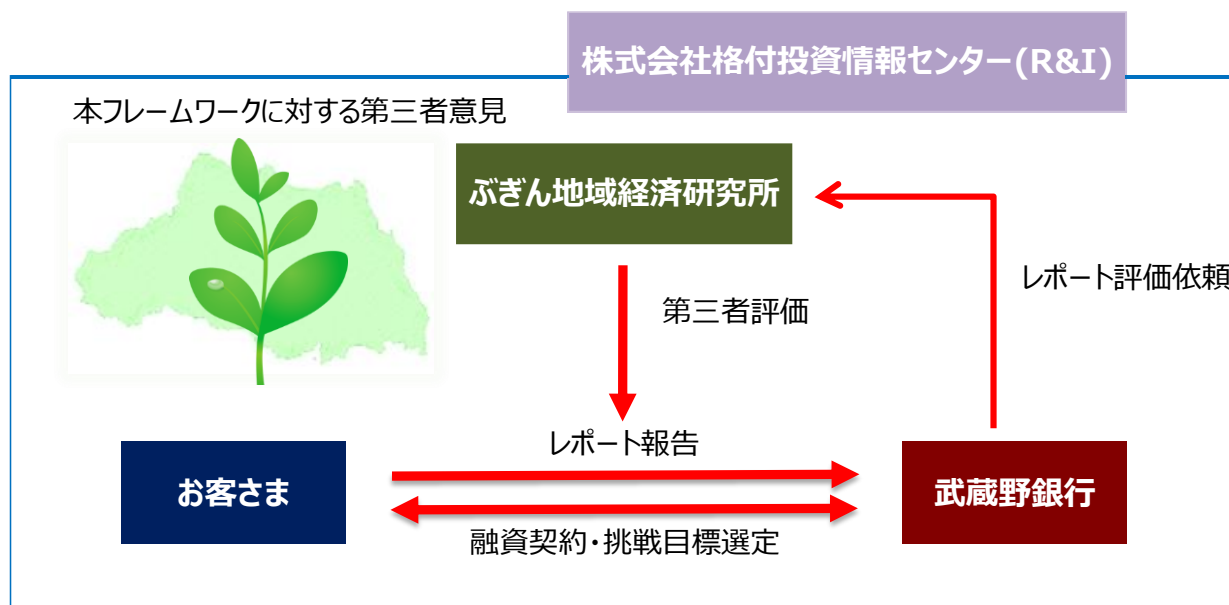 株式会社格付投資情報センター(R&I)
本フレームワークに対する第三者意見
ぶぎん地域経済研究所
レポート評価依頼
第三者評価
レポート報告
お客さま
武蔵野銀行
融資契約・挑戦目標選定